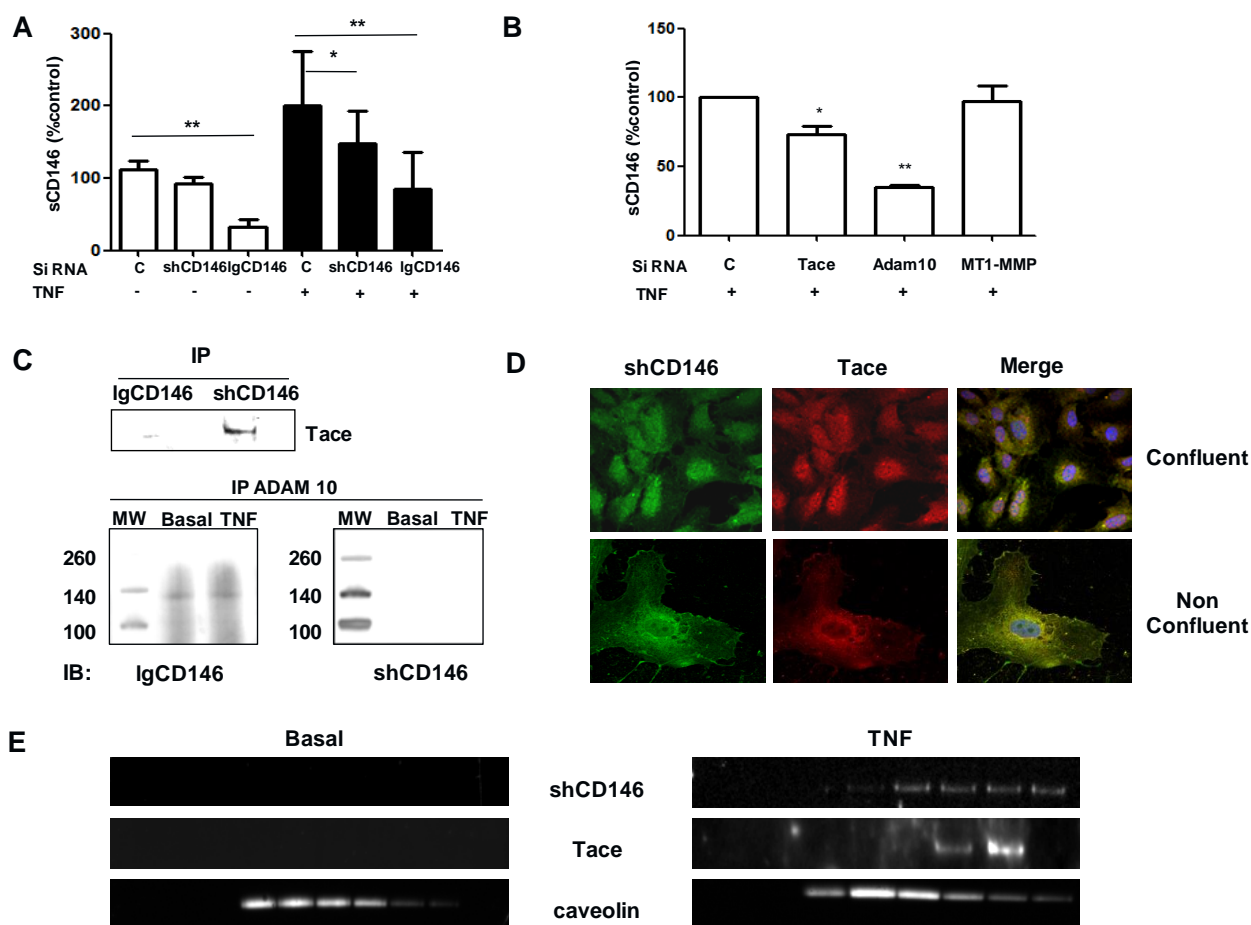 A
300
200
100
0
sCD146 (%control)
**
**
*
Si RNA C shCD146 lgCD146 C shCD146 lgCD146
TNF - - - + + +
B
150
100
50
0
sCD146 (%control)
*
**
Si RNA C Tace Adam10 MT1-MMP
TNF + + + +
C
IP
lgCD146 shCD146
Tace
IP ADAM 10
MW Basal TNF
260
140
100
MW Basal TNF
260
140
100
IB: lgCD146 shCD146
D
shCD146 Tace Merge
Confluent
Non
Confluent
E
Basal TNF
shCD146
Tace
caveolin